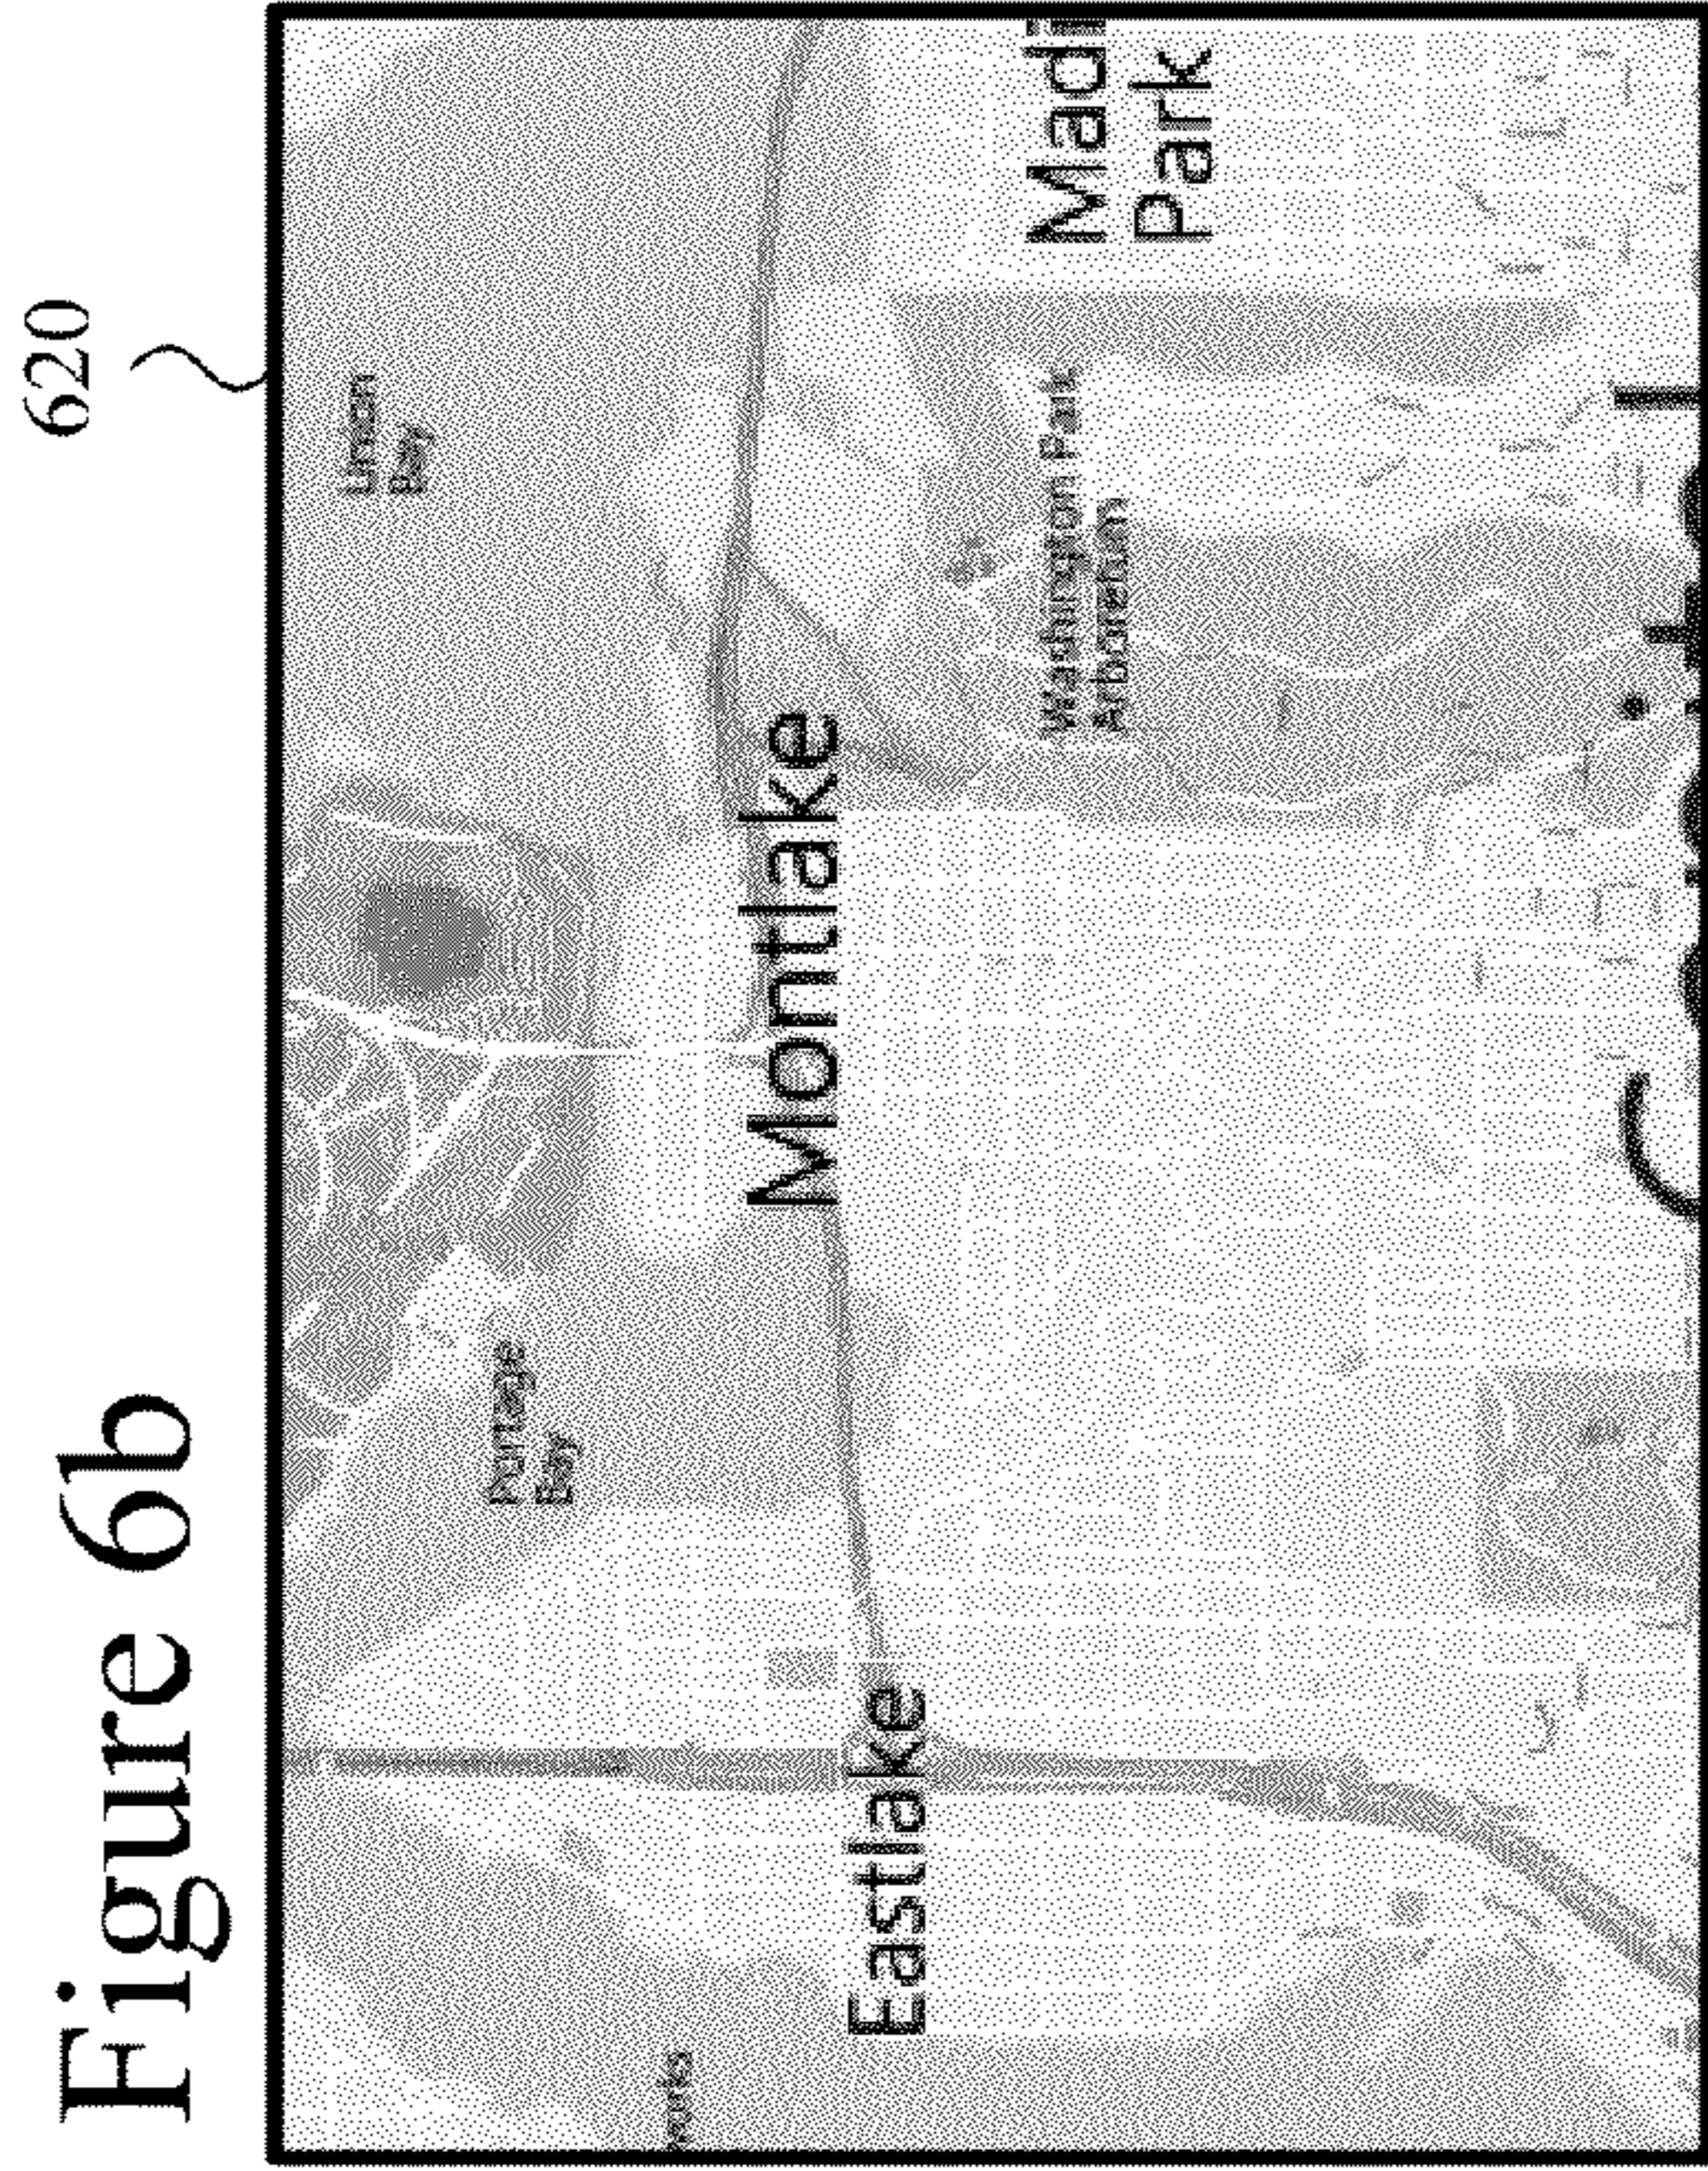 Figure 6b
620
Union
Bay
Portage
Bay
Montlake
Eastlake
Madi
Park
Washington Park
Arboretum